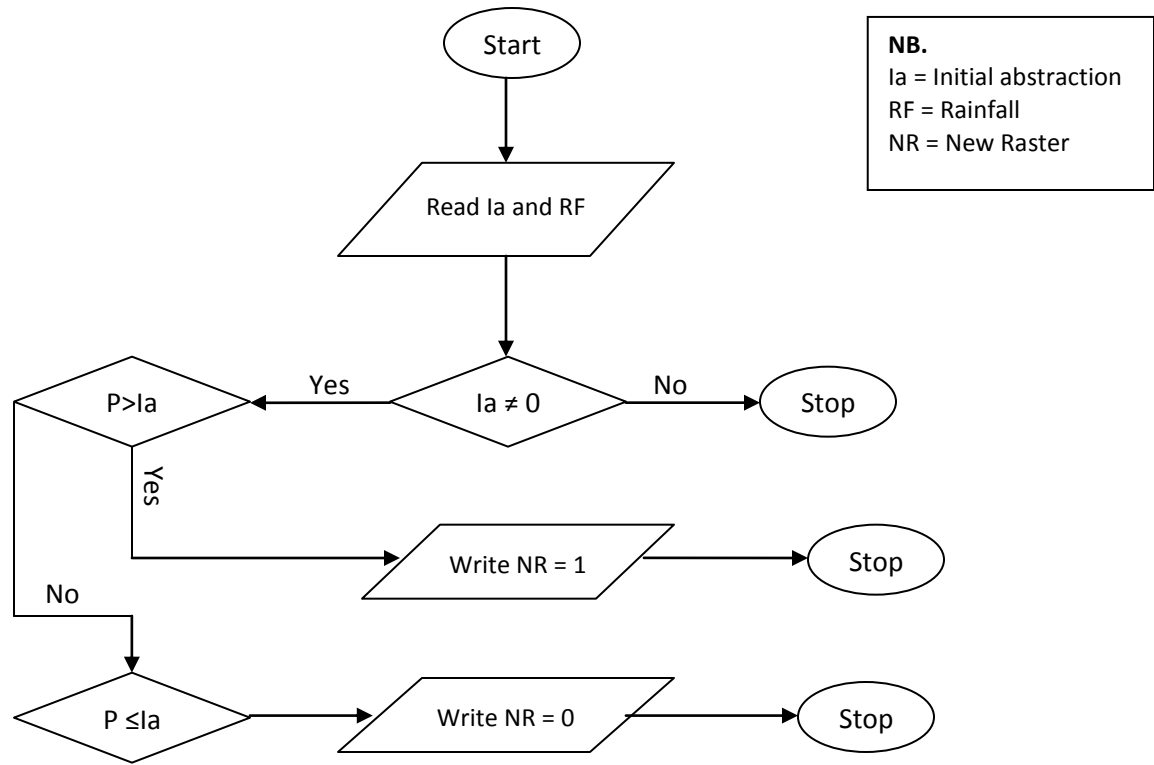 Start
NB.
Ia = Initial abstraction
RF = Rainfall
NR = New Raster
Read Ia and RF
P>Ia
Yes
Ia ≠ 0
No
Stop
Yes
Write NR = 1
Stop
No
P ≤Ia
Write NR = 0
Stop